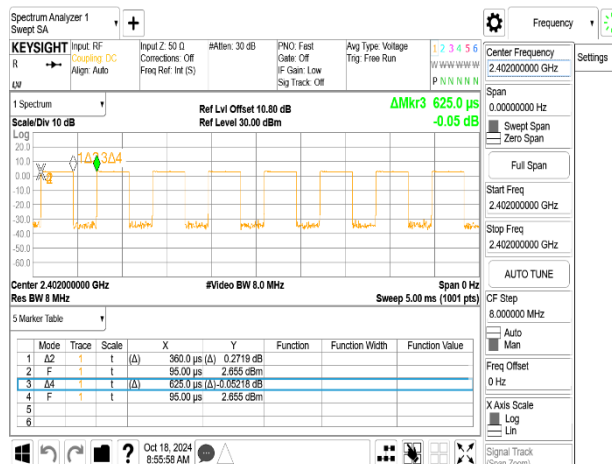 Spectrum Analyzer 1
Swept SA
Frequency
KEYSIGHT
Input: RF
Coupling: DC
Align: Auto
Input Z: 50 Ω
Corrections: Off
Freq Ref: Int (S)
#Atten: 30 dB
PNO: Fast
Gate: Off
IF Gain: Low
Sig Track: Off
Avg Type: Voltage
Trig: Free Run
1 2 3 4 5 6
W W W W W W
P N N N N N
R
LXI
Center Frequency
2.402000000 GHz
Settings
Span
0.00000000 Hz
Swept Span
Zero Span
Full Span
Start Freq
2.402000000 GHz
Stop Freq
2.402000000 GHz
AUTO TUNE
CF Step
8.000000 MHz
Auto
Man
Freq Offset
0 Hz
X Axis Scale
Log
Lin
Signal Track
(Span Zoom)
1 Spectrum
Scale/Div 10 dB
Log
Ref Lvl Offset 10.80 dB
Ref Level 30.00 dBm
ΔMkr3 625.0 µs
-0.05 dB
20.0
10.0
0.00
-10.0
-20.0
-30.0
-40.0
-50.0
-60.0
1Δ2 3Δ4
Center 2.402000000 GHz
Res BW 8 MHz
#Video BW 8.0 MHz
Span 0 Hz
Sweep 5.00 ms (1001 pts)
5 Marker Table
Mode Trace Scale X Y Function Function Width Function Value
1 Δ2 1 t (Δ) 360.0 µs (Δ) 0.2719 dB
2 F 1 t 95.00 µs 2.655 dBm
3 Δ4 1 t (Δ) 625.0 µs (Δ) -0.05218 dB
4 F 1 t 95.00 µs 2.655 dBm
5
6
?
Oct 18, 2024
8:55:58 AM